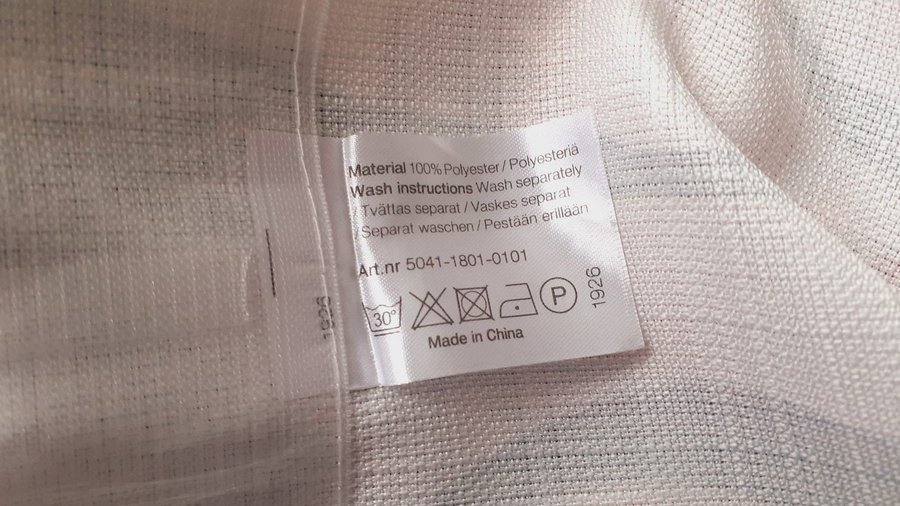 Material 100% Polyester / Polyesteriä
Wash instructions Wash separately
/ Tvättas separat / Vaskes separat
/ Separat waschen / Pestään erillään
Art.nr 5041-1801-0101
30°
P
1926
Made in China
1926